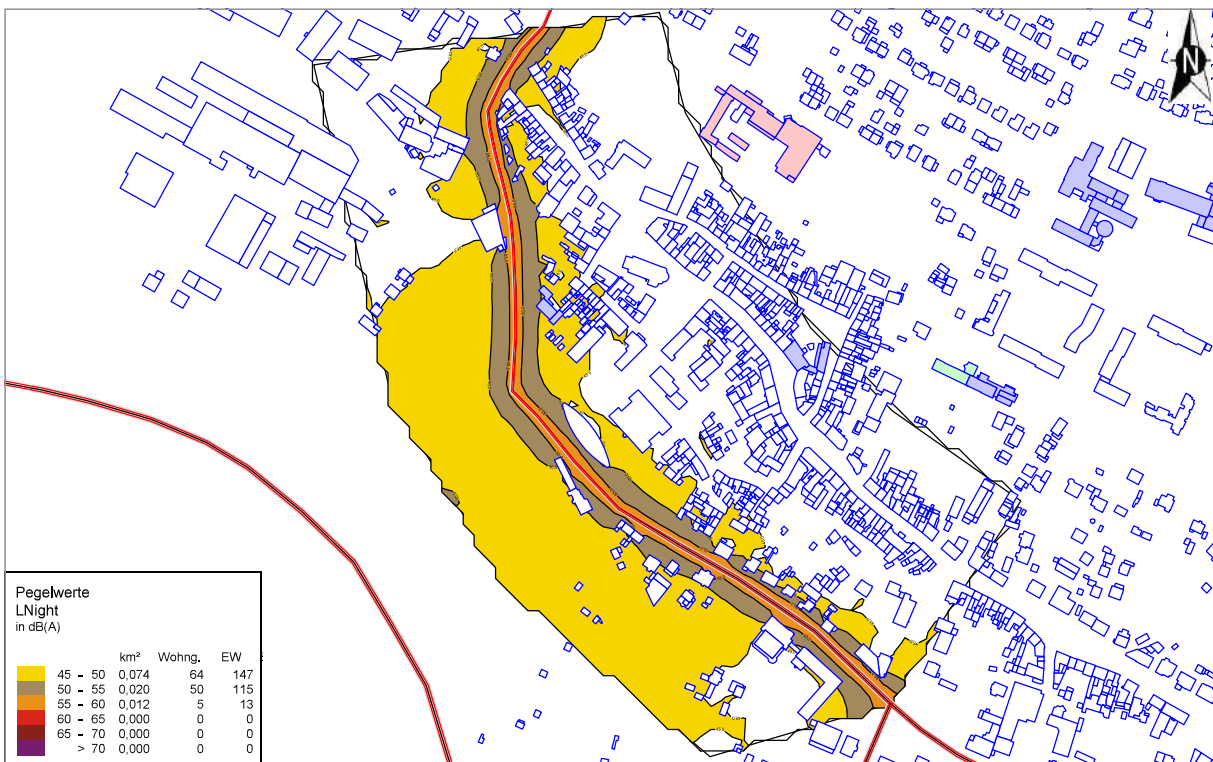 N
Pegelwerte
LNight
in dB(A)
km² Wohng. EW
45 - 50 0,074 64 147
50 - 55 0,020 50 115
55 - 60 0,012 5 13
60 - 65 0,000 0 0
65 - 70 0,000 0 0
> 70 0,000 0 0